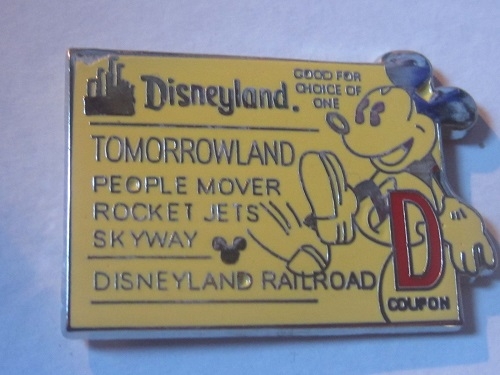 Disneyland.
GOOD FOR
CHOICE OF
ONE
TOMORROWLAND
PEOPLE MOVER
ROCKET JETS
SKYWAY
DISNEYLAND RAILROAD
D
COUPON